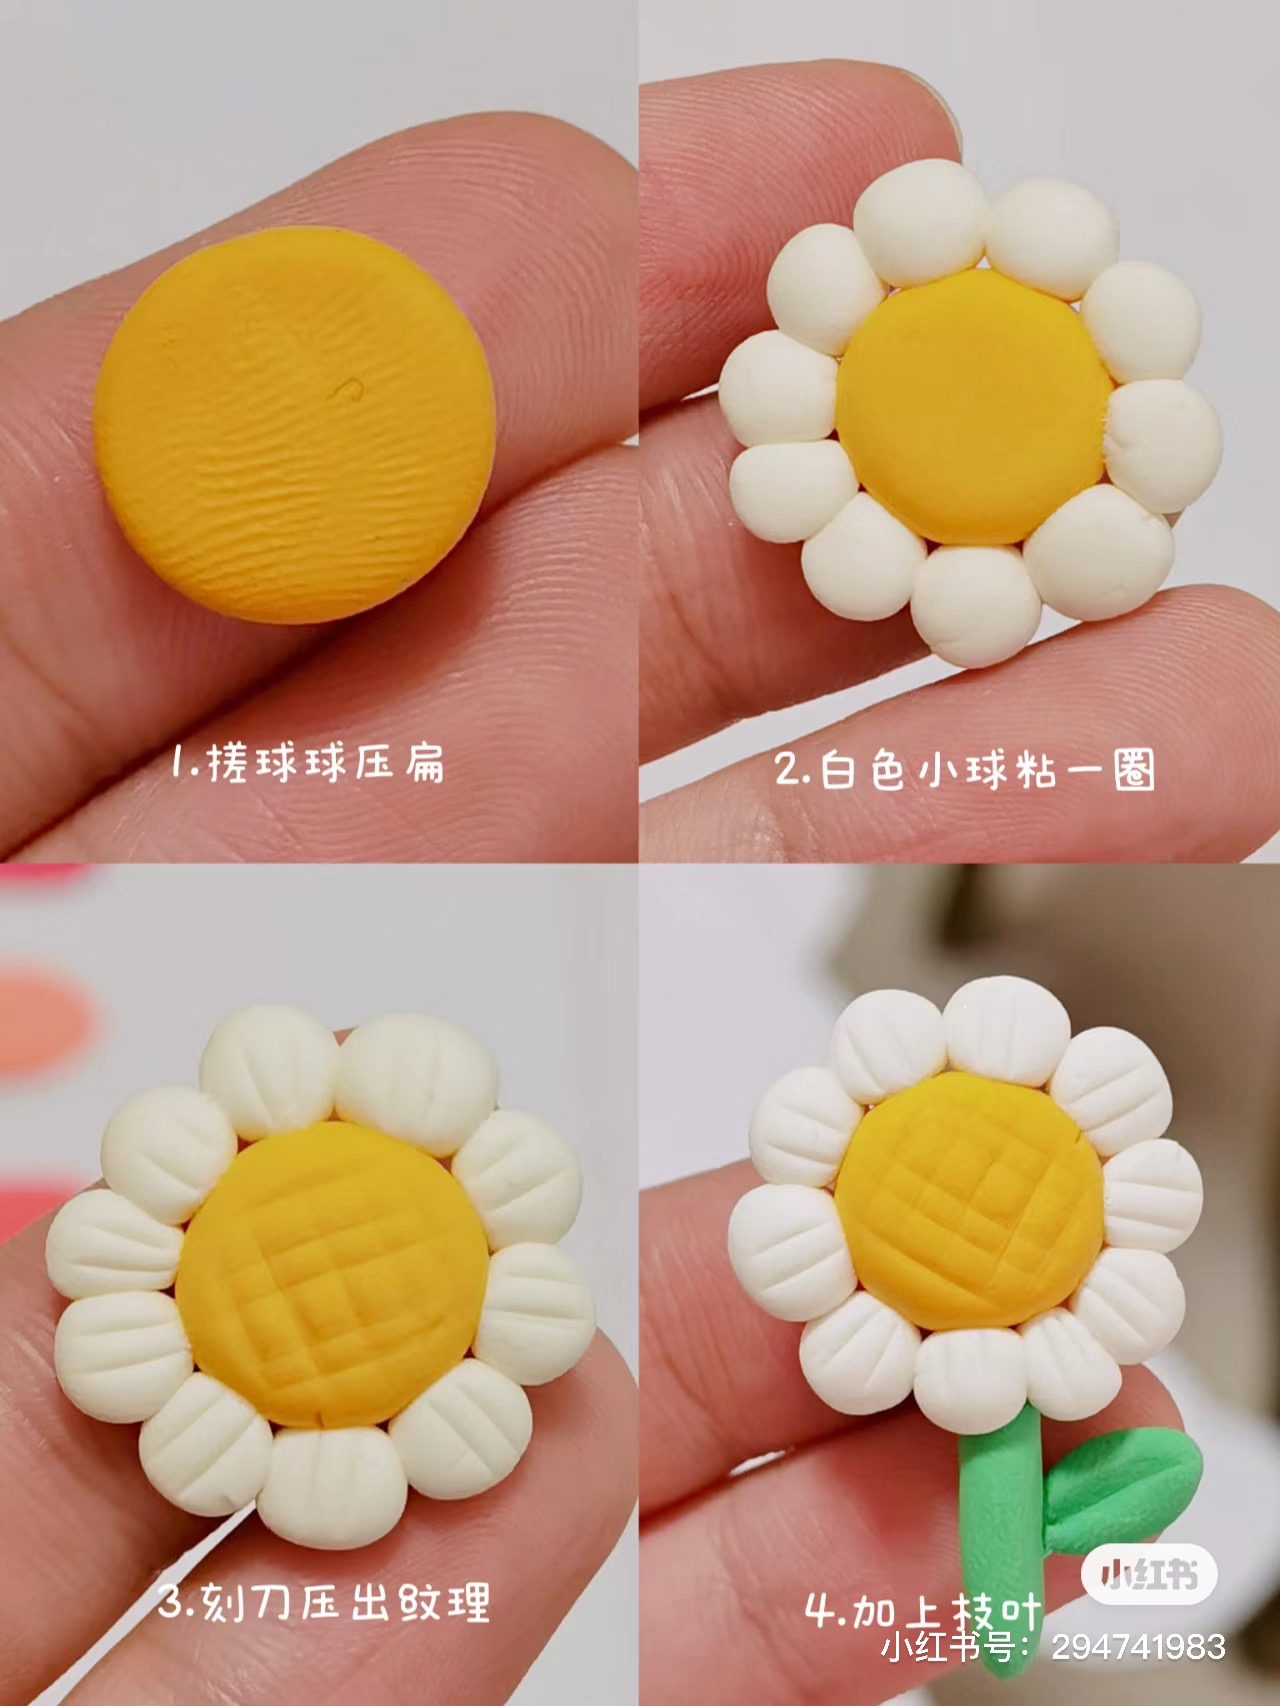 1.搓球球压扁
2.白色小球粘一圈
3.刻刀压出纹理
4.加上技叶
小红书
小红书号：294741983